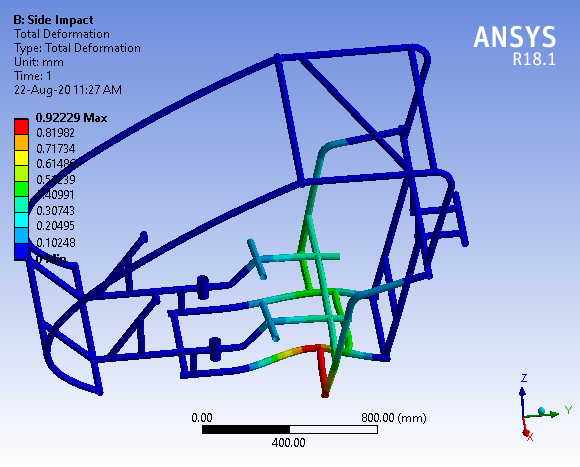 B: Side Impact
Total Deformation
Type: Total Deformation
Unit: mm
Time: 1
22-Aug-20 11:27 AM
ANSYS
R18.1
0.92229 Max
0.81982
0.71734
0.61486
0.51239
0.40991
0.30743
0.20495
0.10248
0 Min
0.00
800.00 (mm)
400.00
Z
Y
X